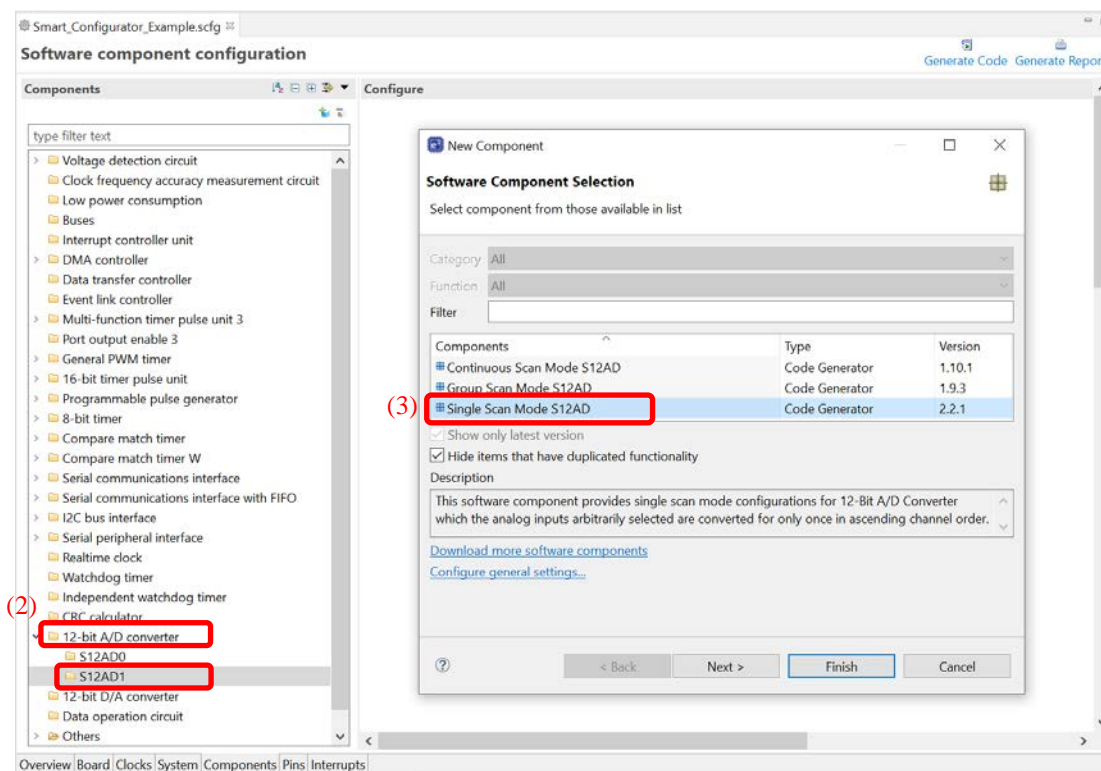 Smart_Configurator_Example.scfg
Software component configuration
Generate Code Generate Repor
Components
Configure
type filter text
Voltage detection circuit
Clock frequency accuracy measurement circuit
Low power consumption
Buses
Interrupt controller unit
DMA controller
Data transfer controller
Event link controller
Multi-function timer pulse unit 3
Port output enable 3
General PWM timer
16-bit timer pulse unit
Programmable pulse generator
8-bit timer
Compare match timer
Compare match timer W
Serial communications interface
Serial communications interface with FIFO
I2C bus interface
Serial peripheral interface
Realtime clock
Watchdog timer
Independent watchdog timer
(2)
CRC calculator
12-bit A/D converter
S12AD0
S12AD1
12-bit D/A converter
Data operation circuit
Others
New Component
Software Component Selection
Select component from those available in list
Category All
Function All
Filter
Components Type Version
Continuous Scan Mode S12AD Code Generator 1.10.1
Group Scan Mode S12AD Code Generator 1.9.3
(3) Single Scan Mode S12AD Code Generator 2.2.1
Show only latest version
Hide items that have duplicated functionality
Description
This software component provides single scan mode configurations for 12-Bit A/D Converter
which the analog inputs arbitrarily selected are converted for only once in ascending channel order.
Download more software components
Configure general settings...
< Back Next > Finish Cancel
Overview Board Clocks System Components Pins Interrupts